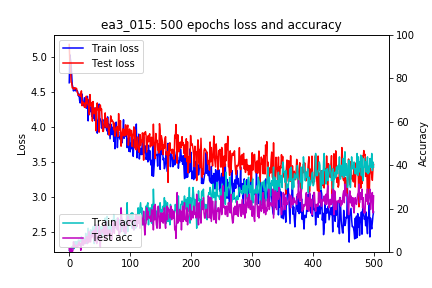 ea3_015: 500 epochs loss and accuracy
Train loss
Test loss
Train acc
Test acc
Loss
Accuracy
5.0
4.5
4.0
3.5
3.0
2.5
100
80
60
40
20
0
0
100
200
300
400
500